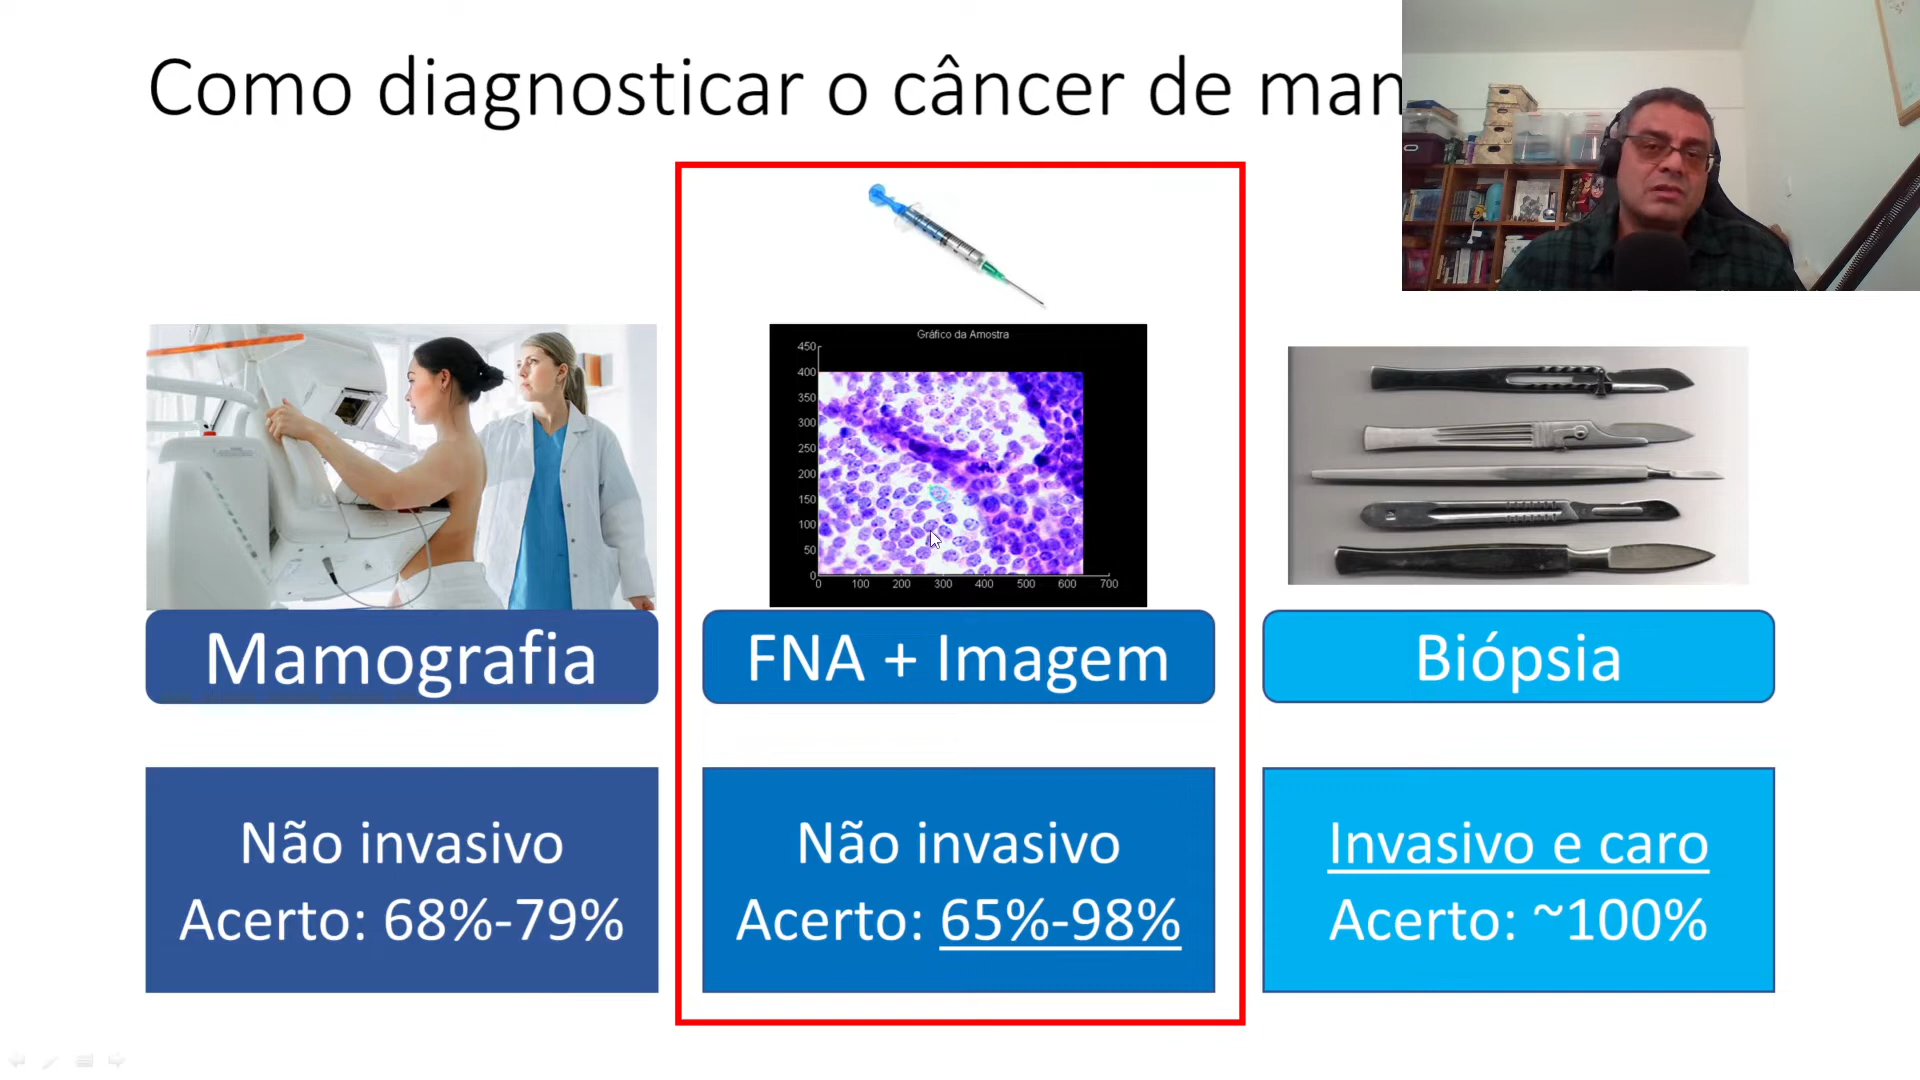 Como diagnosticar o câncer de mam
Gráfico da Amostra
450
400
350
300
250
200
150
100
50
0
0 100 200 300 400 500 600 700
Mamografia
FNA + Imagem
Biópsia
Não invasivo
Acerto: 68%-79%
Não invasivo
Acerto: 65%-98%
Invasivo e caro
Acerto: ~100%